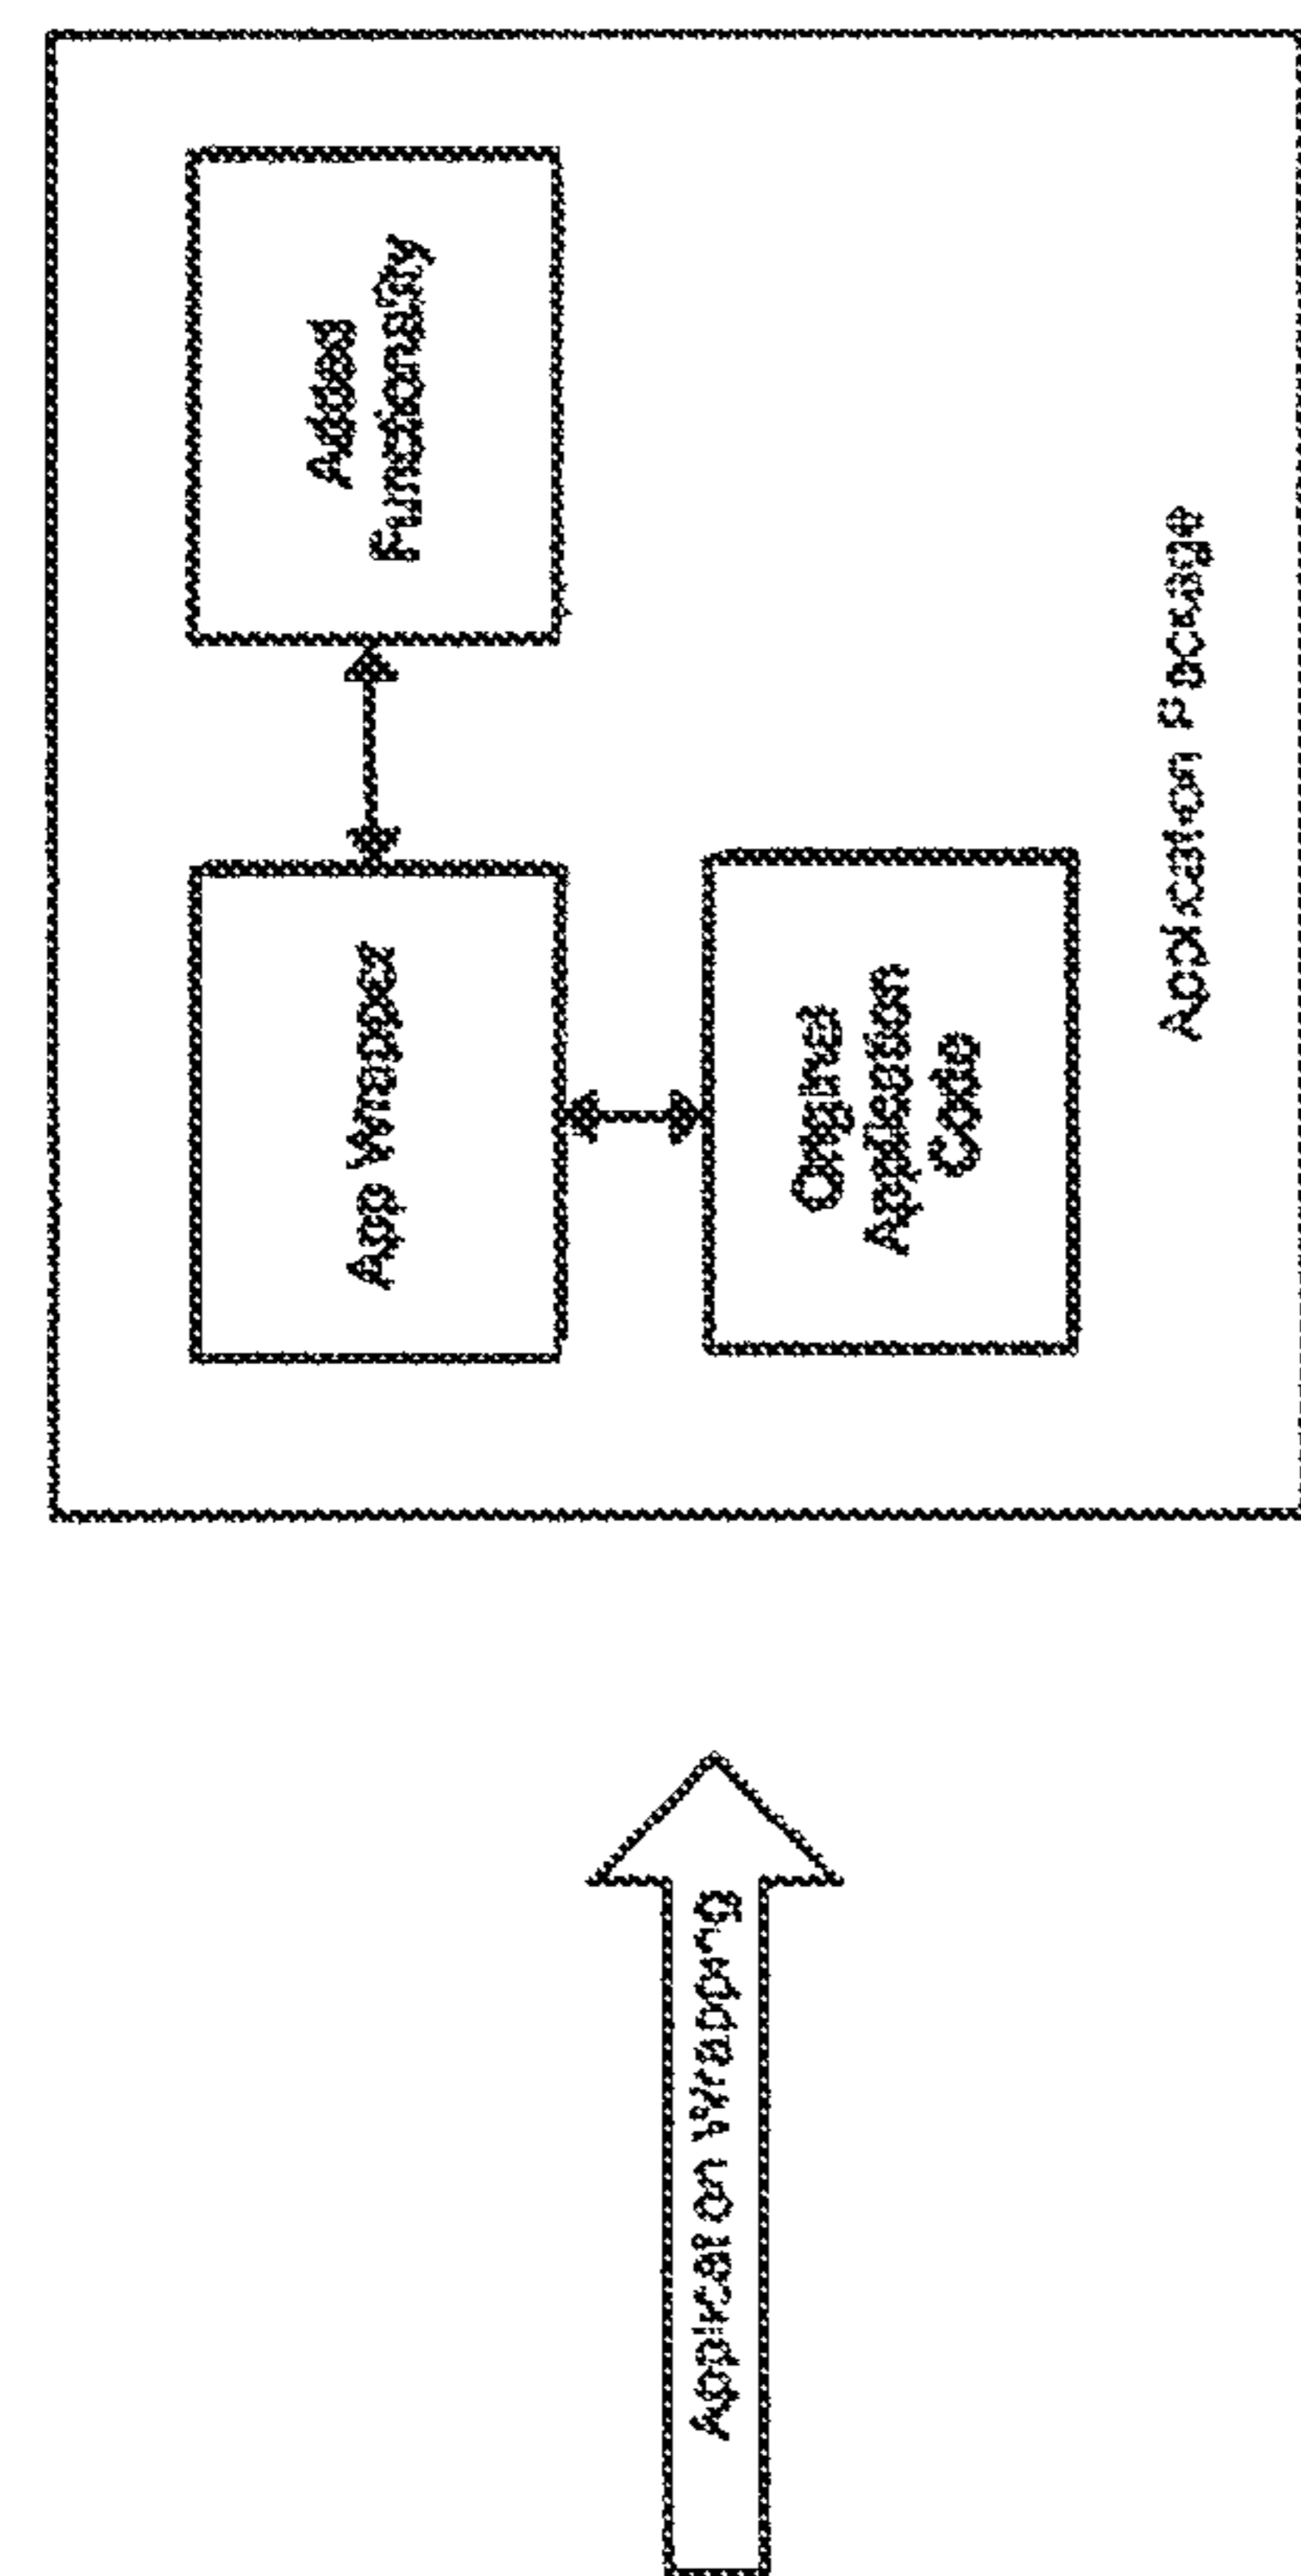 Application Wrapping
App Wrapper
Added
Functionality
Original
Application
Code
Application Package